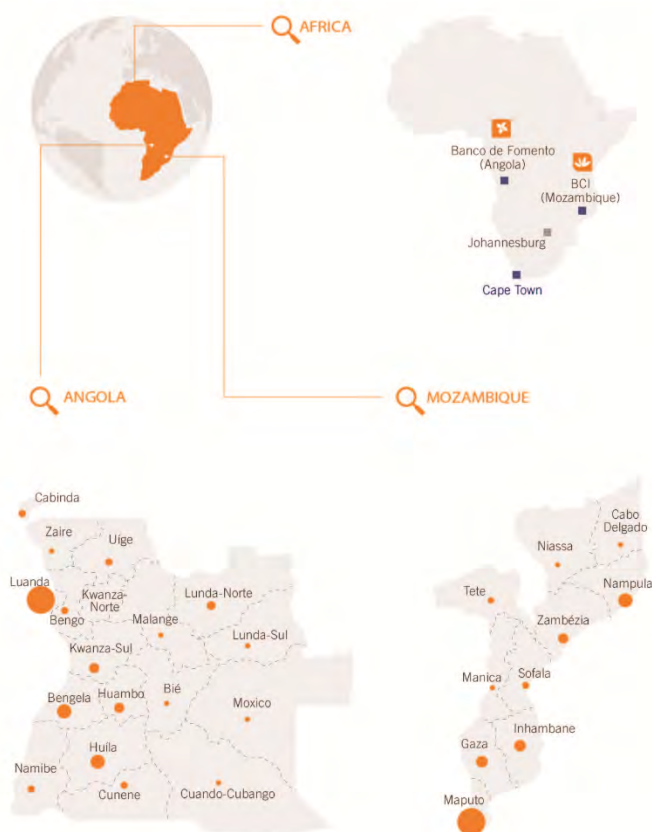 AFRICA
Banco de Fomento
(Angola)
BCI
(Mozambique)
Johannesburg
Cape Town
ANGOLA
MOZAMBIQUE
Cabinda
Zaire
Uíge
Luanda
Kwanza-
Norte
Bengo
Lunda-Norte
Malange
Lunda-Sul
Kwanza-Sul
Bengela
Huambo
Bié
Moxico
Huíla
Namibe
Cunene
Cuando-Cubango
Cabo
Delgado
Niassa
Tete
Nampula
Zambézia
Manica
Sofala
Inhambane
Gaza
Maputo